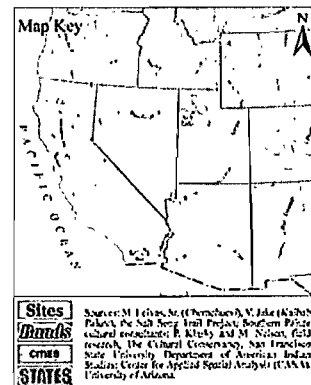 Map Key
N
PACIFIC OCEAN
Sites
Bands
CITIES
STATES
Sources: M. Leivas, Sr. (Chemehuevi), V. Jake (Kaibab
Paiute), the Salt Song Trail Project, Southern Paiute
cultural consultants; P. Klasky and M. Nelson, field
research, The Cultural Conservancy, San Francisco
State University Department of American Indian
Studies; Center for Applied Spatial Analysis (CASA),
University of Arizona.